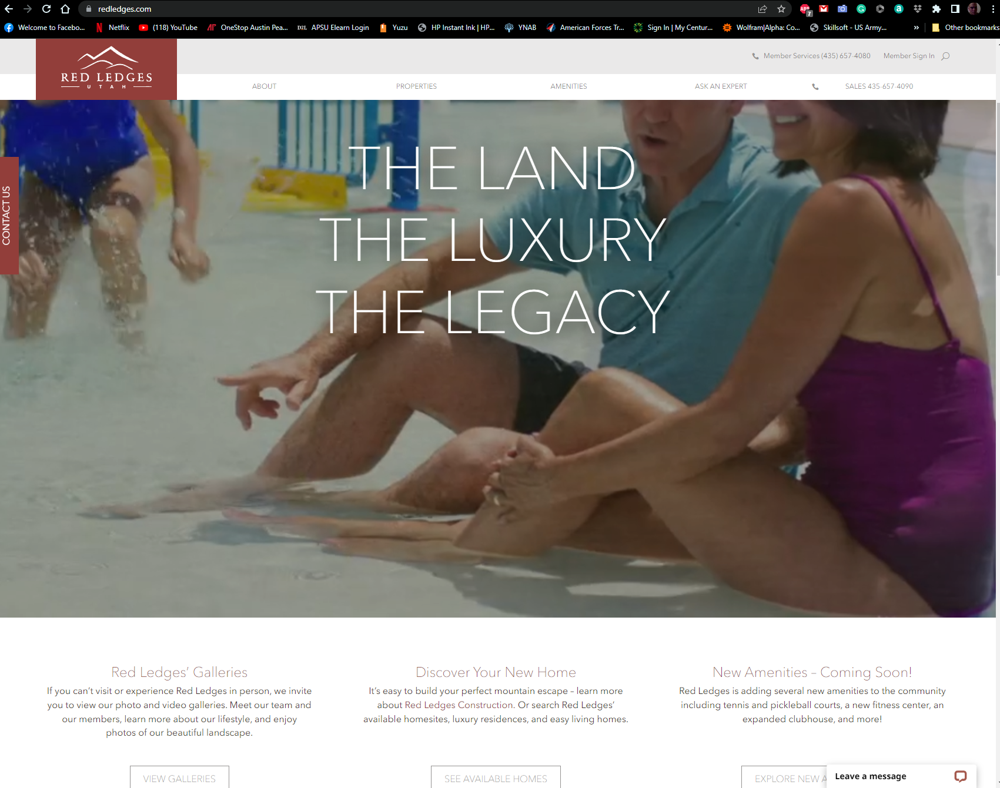 redledges.com
ABP
7
Welcome to Facebo...
Netflix
(118) YouTube
OneStop Austin Pea...
D2L
APSU Elearn Login
Yuzu
HP Instant Ink | HP...
YNAB
American Forces Tr...
Sign In | My Centur...
Wolfram|Alpha: Co...
Skillsoft - US Army...
»
Other bookmarks
RED LEDGES
UTAH
Member Services (435) 657-4080
Member Sign In
ABOUT
PROPERTIES
AMENITIES
ASK AN EXPERT
SALES 435-657-4090
CONTACT US
THE LAND
THE LUXURY
THE LEGACY
Red Ledges’ Galleries
If you can’t visit or experience Red Ledges in person, we invite
you to view our photo and video galleries. Meet our team and
our members, learn more about our lifestyle, and enjoy
photos of our beautiful landscape.
VIEW GALLERIES
Discover Your New Home
It’s easy to build your perfect mountain escape – learn more
about Red Ledges Construction. Or search Red Ledges’
available homesites, luxury residences, and easy living homes.
SEE AVAILABLE HOMES
New Amenities – Coming Soon!
Red Ledges is adding several new amenities to the community
including tennis and pickleball courts, a new fitness center, an
expanded clubhouse, and more!
EXPLORE NEW A
Leave a message